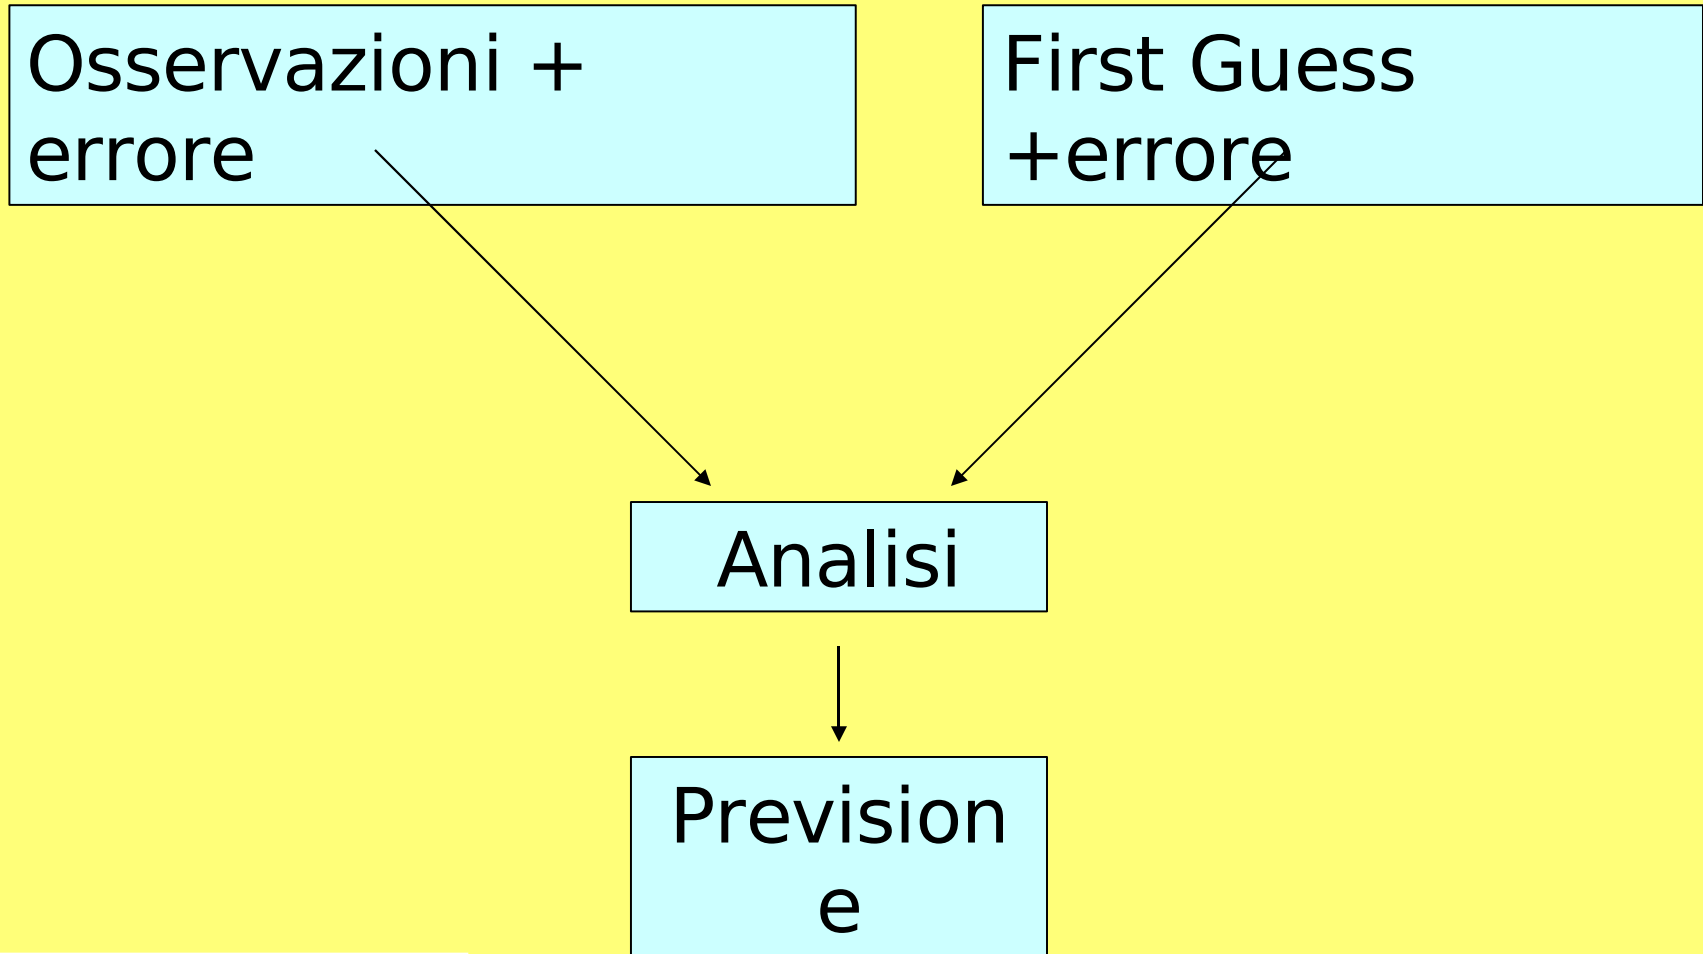 Osservazioni +
errore
First Guess
+errore
Analisi
Prevision
e